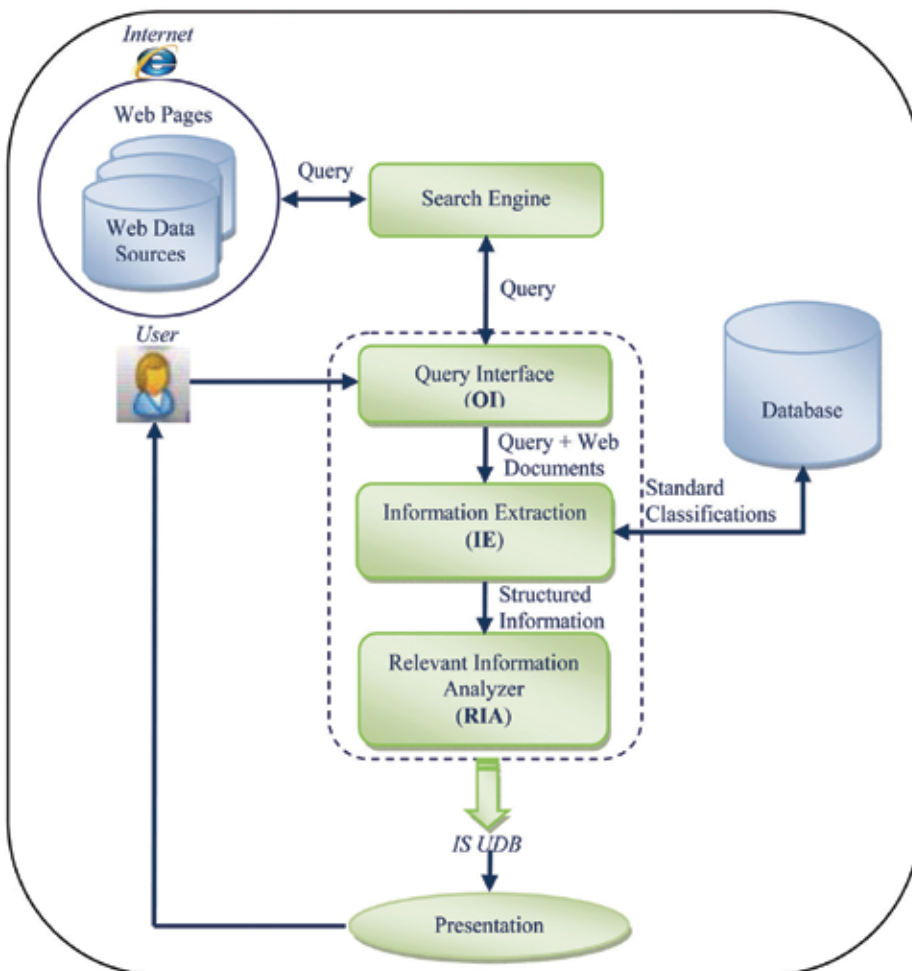 Internet
Web Pages
Web Data
Sources
Query
Search Engine
Query
User
Query Interface
(QI)
Database
Query + Web
Documents
Standard
Classifications
Information Extraction
(IE)
Structured
Information
Relevant Information
Analyzer
(RIA)
IS UDB
Presentation